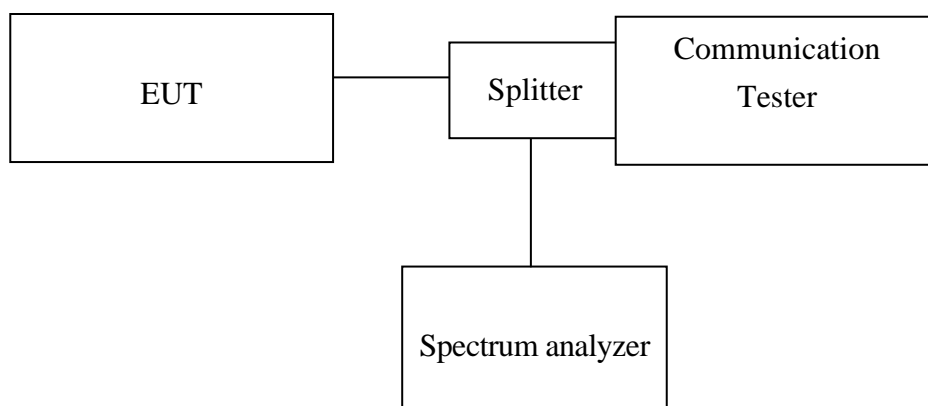 EUT
Splitter
Communication
Tester
Spectrum analyzer